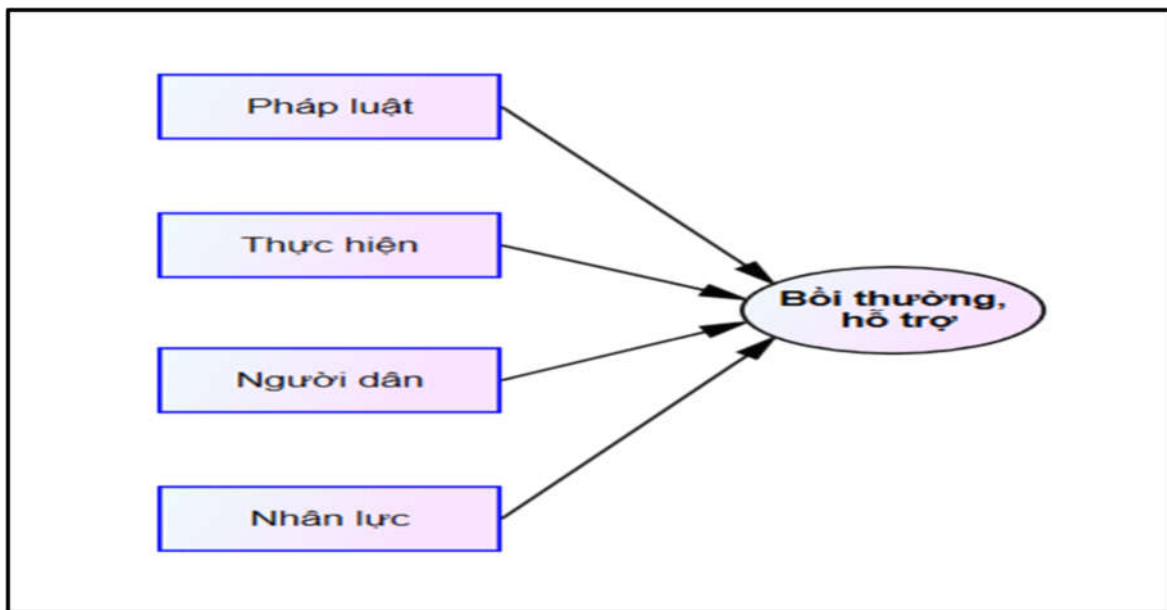 Pháp luật
Thực hiện
Người dân
Nhân lực
Bồi thường,
hỗ trợ